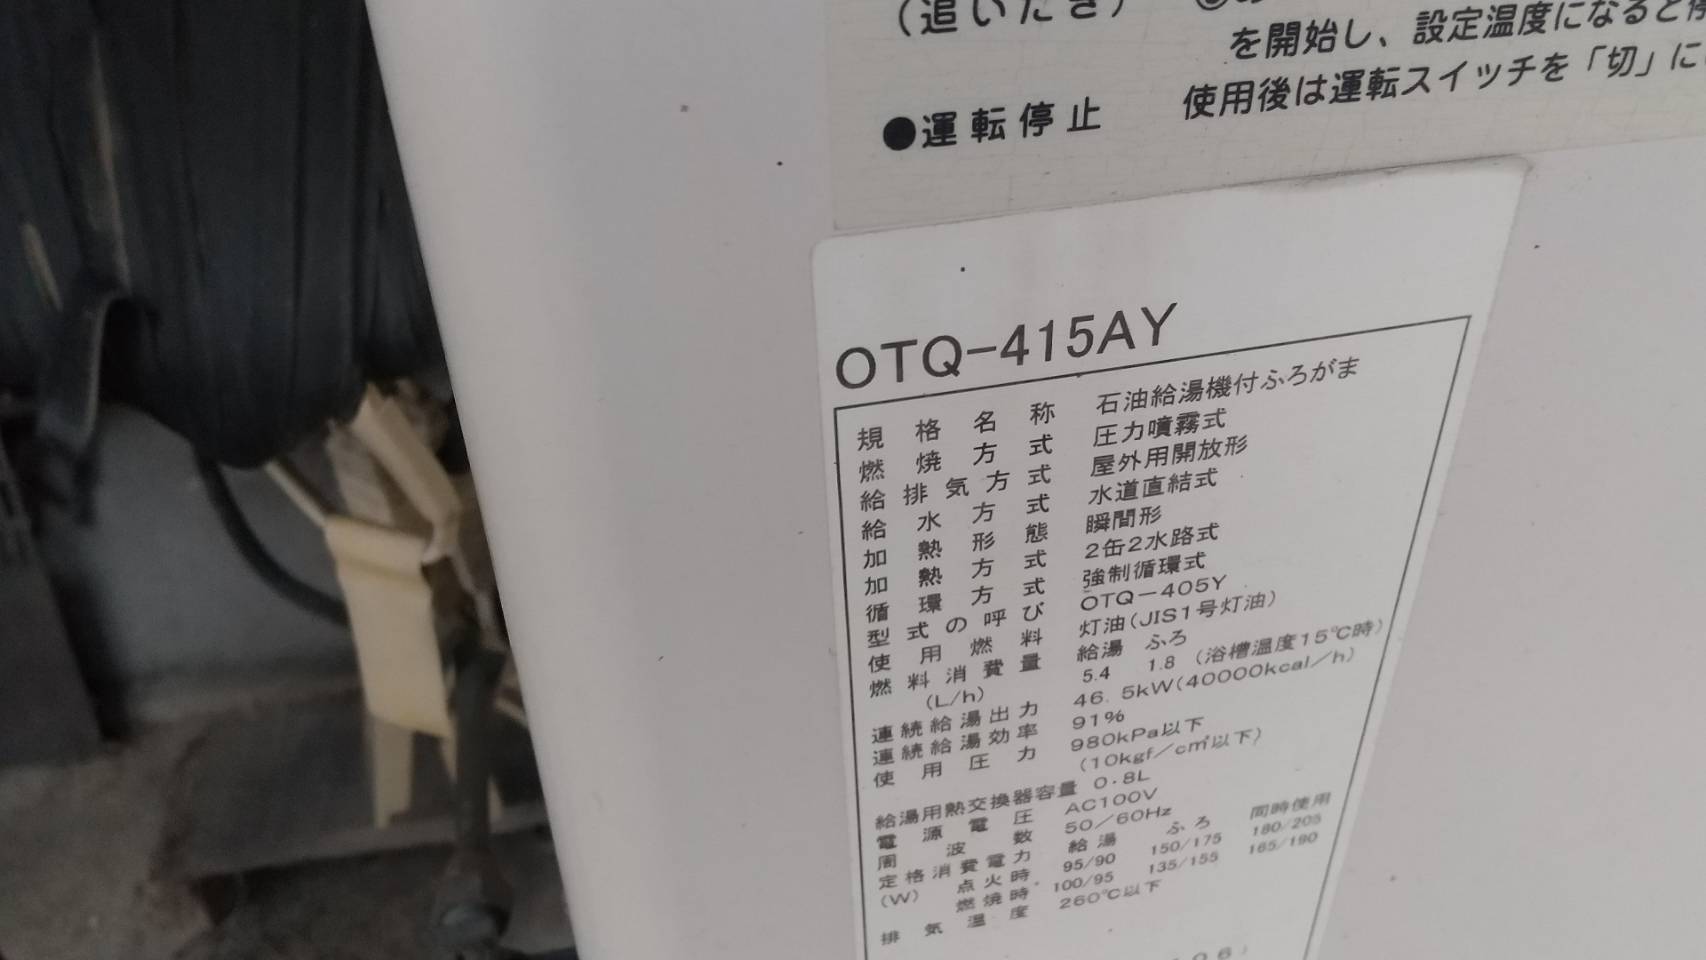 (追いだき)
を開始し、設定温度になると
●運転停止 使用後は運転スイッチを「切」に
OTQ-415AY
規格名称 石油給湯機付ふろがま
燃焼方式 圧力噴霧式
給排気方式 屋外用開放形
給水方式 水道直結式
加熱形態 瞬間形
加熱方式 2缶2水路式
循環方式 強制循環式
型式の呼び OTQ-405Y
使用燃料 灯油(JIS1号灯油)
燃料消費量 給湯 ふろ
(L/h) 5.4 1.8 (浴槽温度15℃時)
連続給湯出力 46.5kW(40000kcal/h)
連続給湯効率 91%
使用圧力 980kPa以下
(10kgf/c㎡以下)
給湯用熱交換器容量 0.8L
電源電圧 AC100V
周波数 50/60Hz
定格消費電力 給湯 ふろ 同時使用
(W) 点火時 95/90 150/175 180/205
燃焼時 100/95 135/155 165/190
排気温度 260℃以下